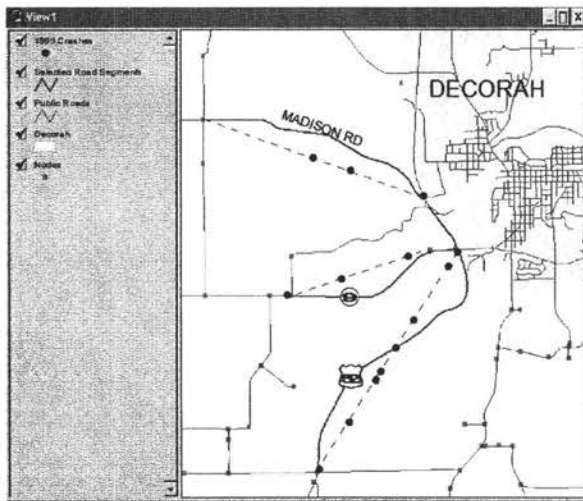 View1
1999 Crashes
Selected Road Segments
Public Roads
Decorah
Nodes
DECORAH
MADISON RD